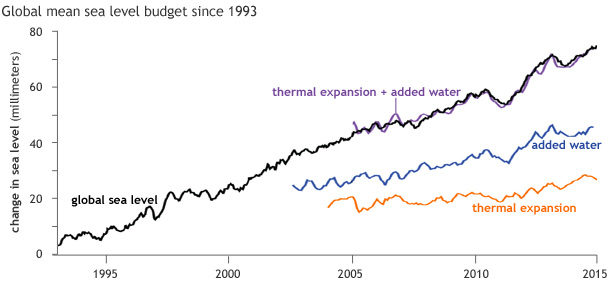 Global mean sea level budget since 1993
change in sea level (millimeters)
80
60
40
20
0
thermal expansion + added water
added water
global sea level
thermal expansion
1995
2000
2005
2010
2015